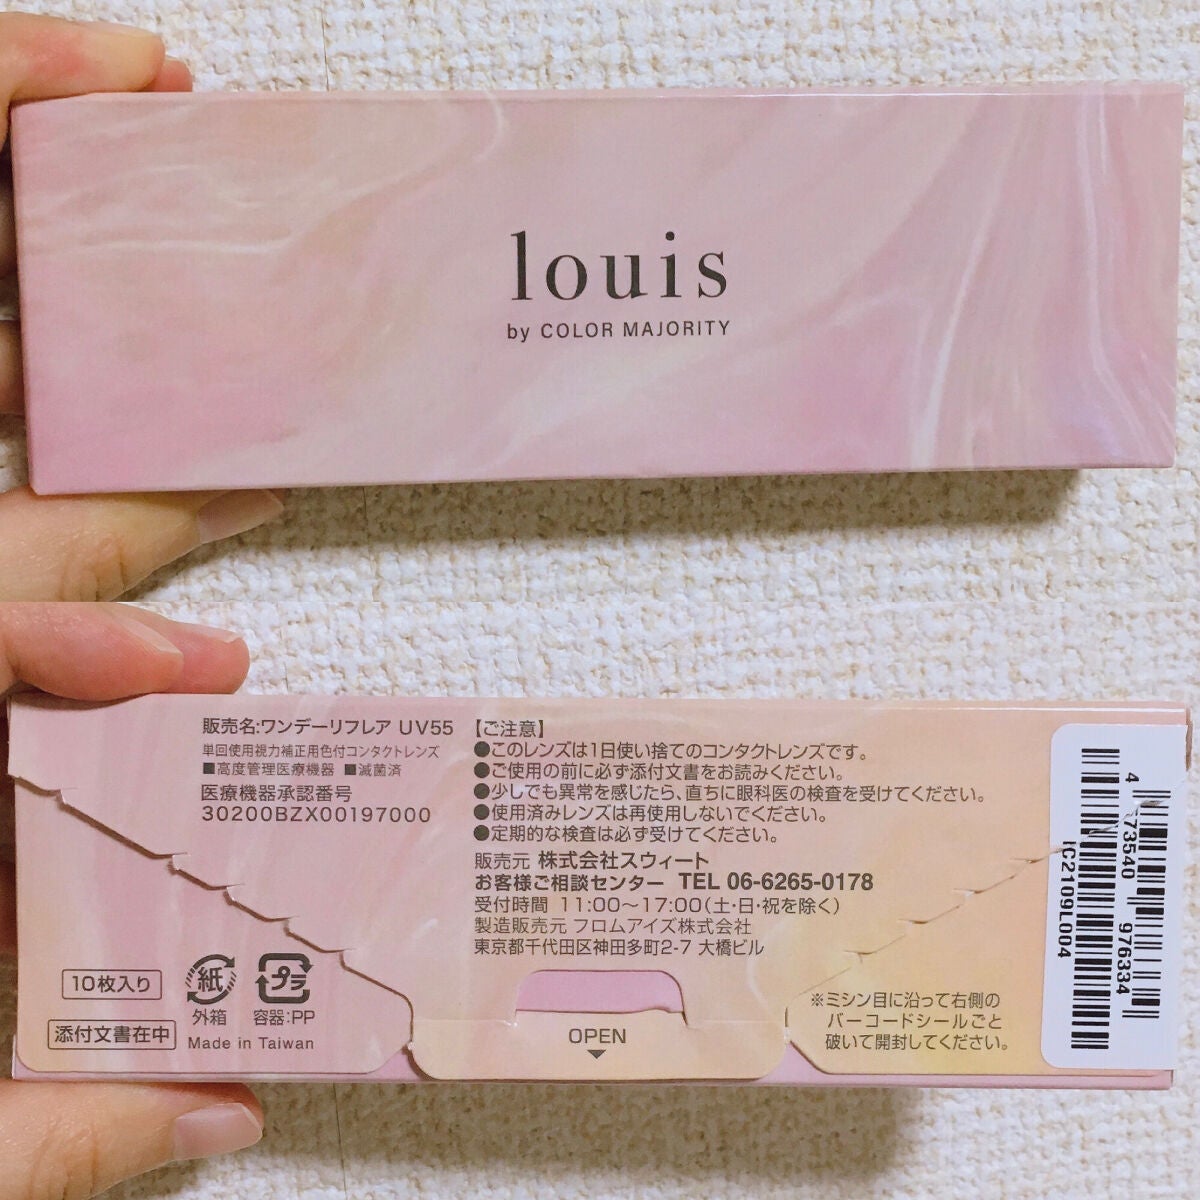 louis
by COLOR MAJORITY
販売名:ワンデーリフレア UV55
単回使用視力補正用色付コンタクトレンズ
■高度管理医療機器 ■滅菌済
医療機器承認番号
30200BZX00197000
【ご注意】
●このレンズは1日使い捨てのコンタクトレンズです。
●ご使用の前に必ず添付文書をお読みください。
●少しでも異常を感じたら、直ちに眼科医の検査を受けてください。
●使用済みレンズは再使用しないでください。
●定期的な検査は必ず受けてください。
販売元 株式会社スウィート
お客様ご相談センター TEL 06-6265-0178
受付時間 11:00~17:00(土・日・祝を除く)
製造販売元 フロムアイズ株式会社
東京都千代田区神田多町2-7 大橋ビル
10枚入り
添付文書在中
紙
外箱
プラ
容器:PP
Made in Taiwan
OPEN
※ミシン目に沿って右側の
バーコードシールごと
破いて開封してください。
4 573540 976334
IC2109L004